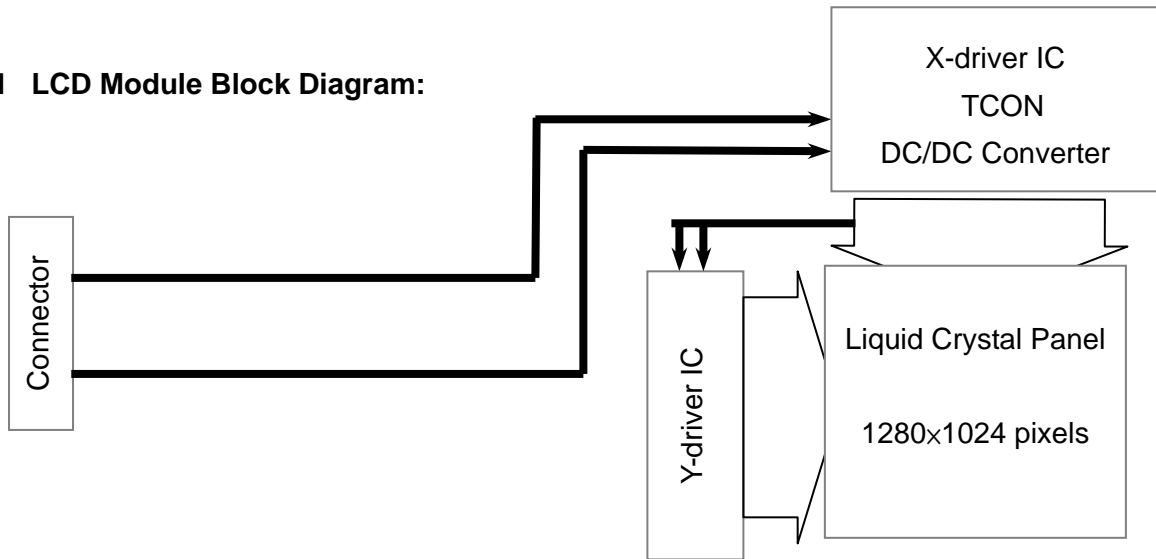 LCD Module Block Diagram:
X-driver IC
TCON
DC/DC Converter
Connector
Y-driver IC
Liquid Crystal Panel
1280×1024 pixels